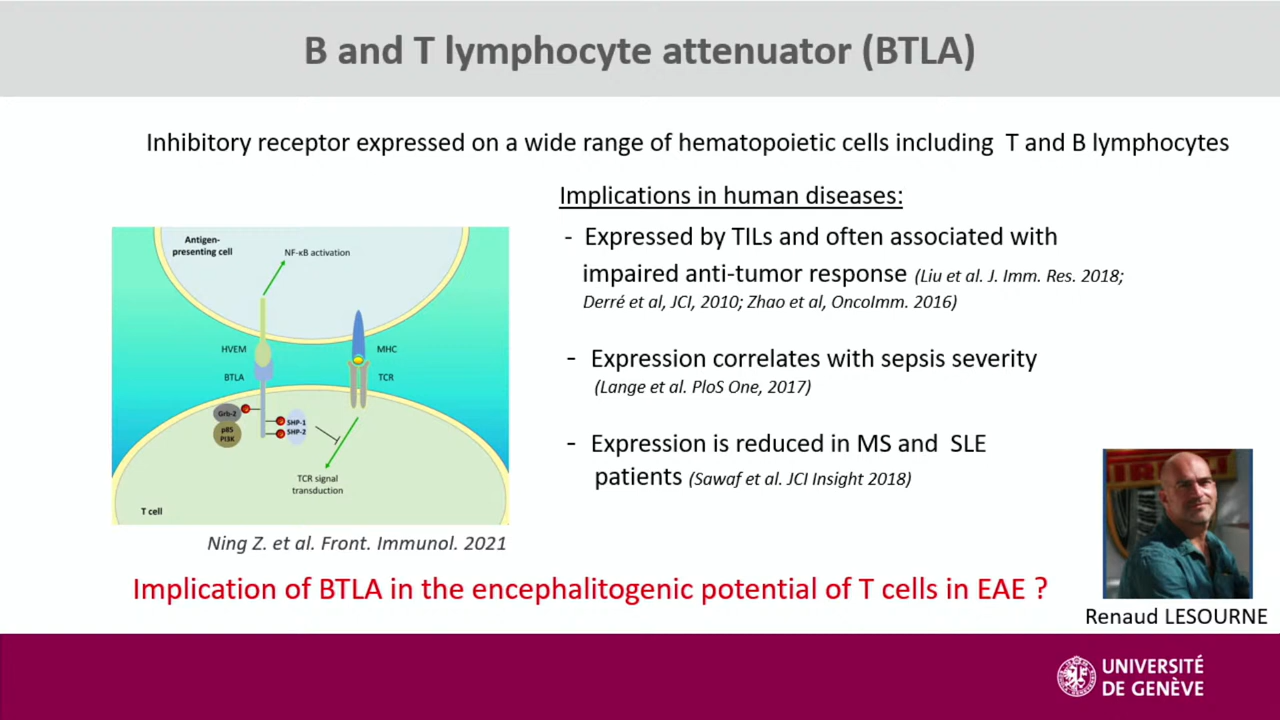 B and T lymphocyte attenuator (BTLA)
Inhibitory receptor expressed on a wide range of hematopoietic cells including T and B lymphocytes
Implications in human diseases:
- Expressed by TILs and often associated with
impaired anti-tumor response (Liu et al. J. Imm. Res. 2018;
Derré et al, JCI, 2010; Zhao et al, OncoImm. 2016)
- Expression correlates with sepsis severity
(Lange et al. PloS One, 2017)
- Expression is reduced in MS and SLE
patients (Sawaf et al. JCI Insight 2018)
Antigen-
presenting cell
NF-κB activation
HVEM
MHC
BTLA
TCR
Grb-2
p85
PI3K
SHP-1
SHP-2
TCR signal
transduction
T cell
Ning Z. et al. Front. Immunol. 2021
Implication of BTLA in the encephalitogenic potential of T cells in EAE ?
Renaud LESOURNE
UNIVERSITÉ
DE GENÈVE